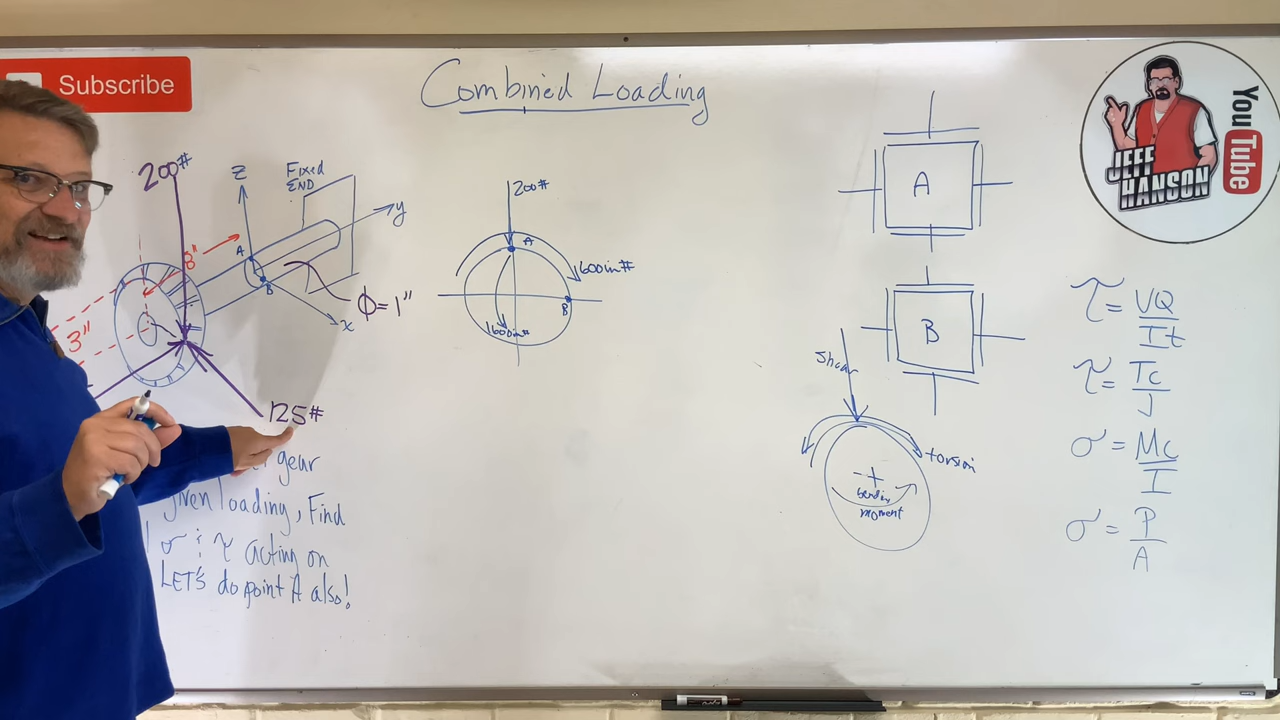 Subscribe
Combined Loading
200#
Z
Fixed
END
y
A
8"
B
x
φ=1"
3"
125#
gear
given loading, Find
σ & τ acting on
LET'S do point A also!
200#
A
600in#
B
1600in#
A
B
Shear
torsion
- +
bending
moment
τ = VQ
It
τ = Tc
J
σ = Mc
I
σ = P
A
JEFF
HANSON
YouTube